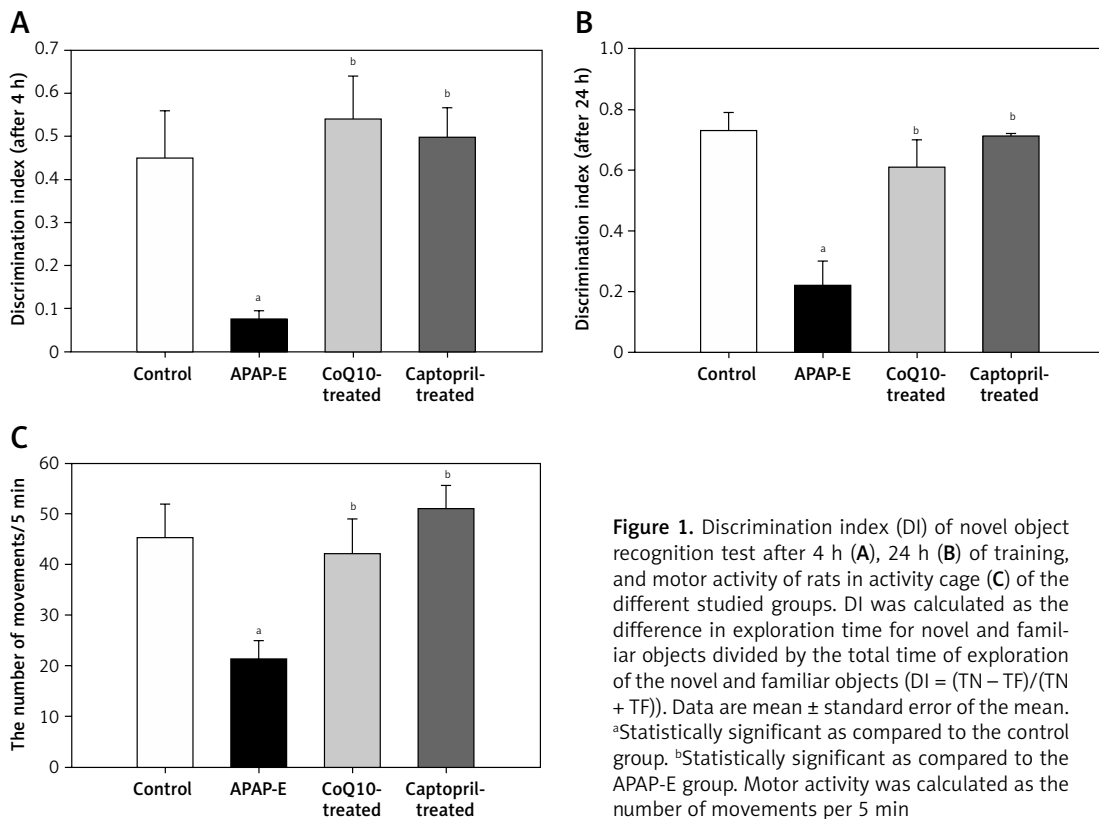 A
Discrimination index (after 4 h)
0.7
0.6
0.5
0.4
0.3
0.2
0.1
0
a
b
b
Control
APAP-E
CoQ10-
treated
Captopril-
treated
B
Discrimination index (after 24 h)
1.0
0.8
0.6
0.4
0.2
0
a
b
b
Control
APAP-E
CoQ10-
treated
Captopril-
treated
C
The number of movements/5 min
60
50
40
30
20
10
0
a
b
b
Control
APAP-E
CoQ10-
treated
Captopril-
treated
Figure 1. Discrimination index (DI) of novel object
recognition test after 4 h (A), 24 h (B) of training,
and motor activity of rats in activity cage (C) of the
different studied groups. DI was calculated as the
difference in exploration time for novel and famil-
iar objects divided by the total time of exploration
of the novel and familiar objects (DI = (TN – TF)/(TN
+ TF)). Data are mean ± standard error of the mean.
ᵃStatistically significant as compared to the control
group. ᵇStatistically significant as compared to the
APAP-E group. Motor activity was calculated as the
number of movements per 5 min